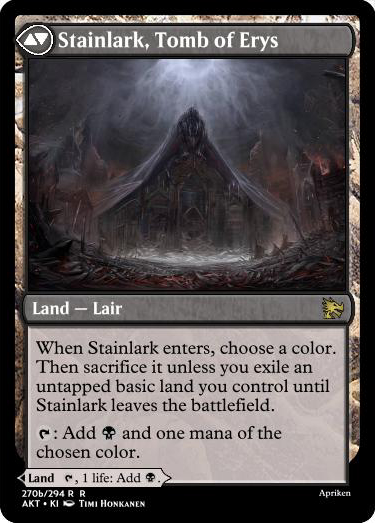 Stainlark, Tomb of Erys
Land — Lair
When Stainlark enters, choose a color.
Then sacrifice it unless you exile an
untapped basic land you control until
Stainlark leaves the battlefield.
: Add and one mana of the
chosen color.
Land , 1 life: Add .
270b/294 R R
Apriken
AKT • KI Timi Honkanen